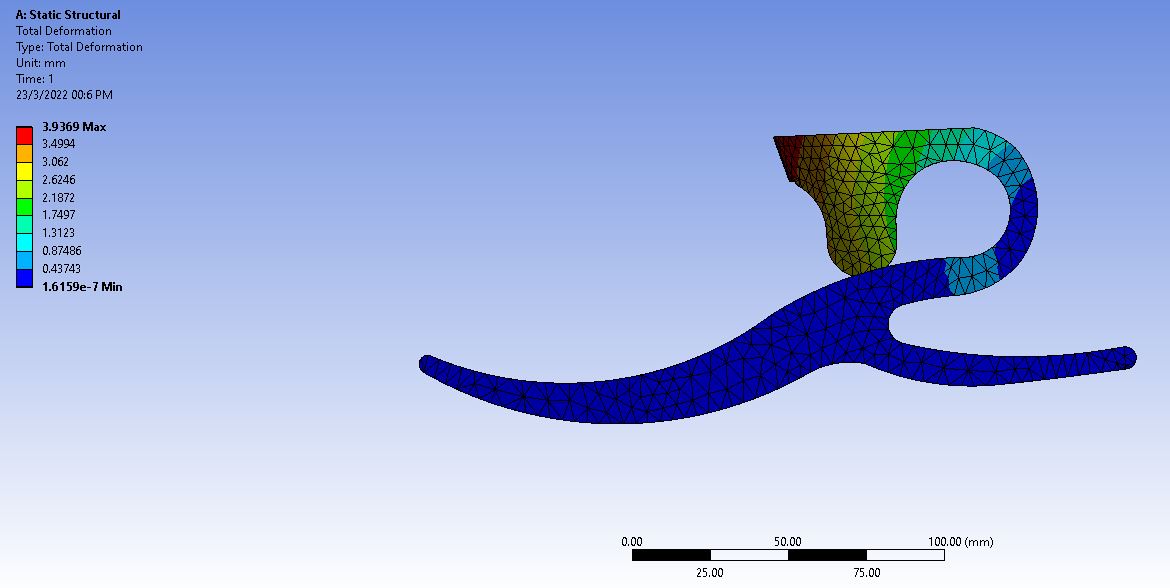 A: Static Structural
Total Deformation
Type: Total Deformation
Unit: mm
Time: 1
23/3/2022 00:6 PM
3.9369 Max
3.4994
3.062
2.6246
2.1872
1.7497
1.3123
0.87486
0.43743
1.6159e-7 Min
0.00 50.00 100.00 (mm)
25.00 75.00